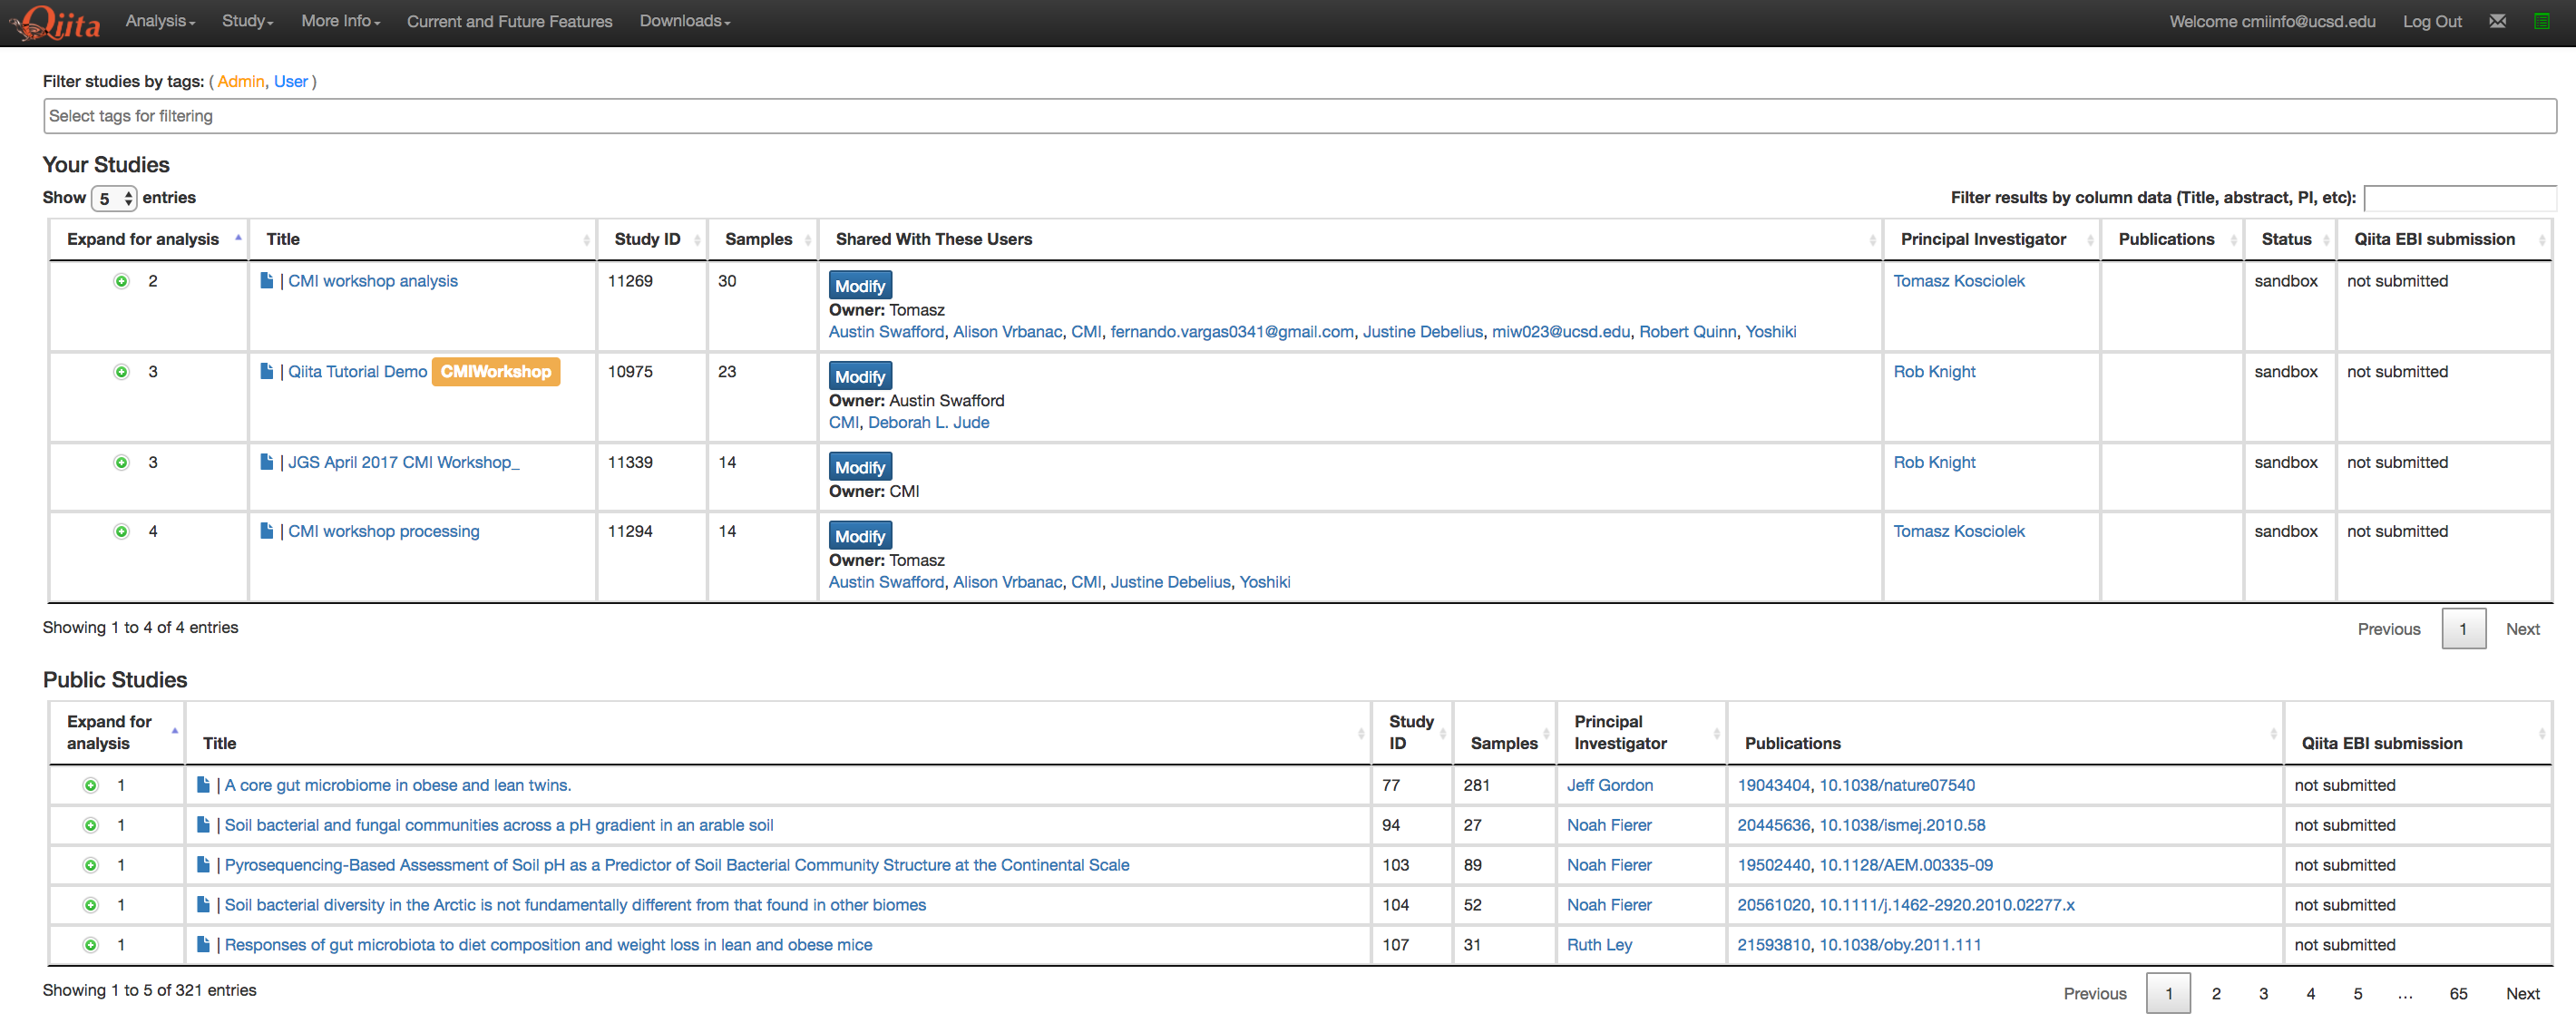 Qiita Analysis Study More Info Current and Future Features Downloads Welcome cmiinfo@ucsd.edu Log Out
Filter studies by tags: ( Admin, User )
Select tags for filtering
Your Studies
Show 5 entries Filter results by column data (Title, abstract, PI, etc):
Expand for analysis Title Study ID Samples Shared With These Users Principal Investigator Publications Status Qiita EBI submission
2 | CMI workshop analysis 11269 30 Modify Tomasz Kosciolek sandbox not submitted
Owner: Tomasz
Austin Swafford, Alison Vrbanac, CMI, fernando.vargas0341@gmail.com, Justine Debelius, miw023@ucsd.edu, Robert Quinn, Yoshiki
3 | Qiita Tutorial Demo CMIWorkshop 10975 23 Modify Rob Knight sandbox not submitted
Owner: Austin Swafford
CMI, Deborah L. Jude
3 | JGS April 2017 CMI Workshop_ 11339 14 Modify Rob Knight sandbox not submitted
Owner: CMI
4 | CMI workshop processing 11294 14 Modify Tomasz Kosciolek sandbox not submitted
Owner: Tomasz
Austin Swafford, Alison Vrbanac, CMI, Justine Debelius, Yoshiki
Showing 1 to 4 of 4 entries Previous 1 Next
Public Studies
Expand for analysis Title Study ID Samples Principal Investigator Publications Qiita EBI submission
1 | A core gut microbiome in obese and lean twins. 77 281 Jeff Gordon 19043404, 10.1038/nature07540 not submitted
1 | Soil bacterial and fungal communities across a pH gradient in an arable soil 94 27 Noah Fierer 20445636, 10.1038/ismej.2010.58 not submitted
1 | Pyrosequencing-Based Assessment of Soil pH as a Predictor of Soil Bacterial Community Structure at the Continental Scale 103 89 Noah Fierer 19502440, 10.1128/AEM.00335-09 not submitted
1 | Soil bacterial diversity in the Arctic is not fundamentally different from that found in other biomes 104 52 Noah Fierer 20561020, 10.1111/j.1462-2920.2010.02277.x not submitted
1 | Responses of gut microbiota to diet composition and weight loss in lean and obese mice 107 31 Ruth Ley 21593810, 10.1038/oby.2011.111 not submitted
Showing 1 to 5 of 321 entries Previous 1 2 3 4 5 … 65 Next